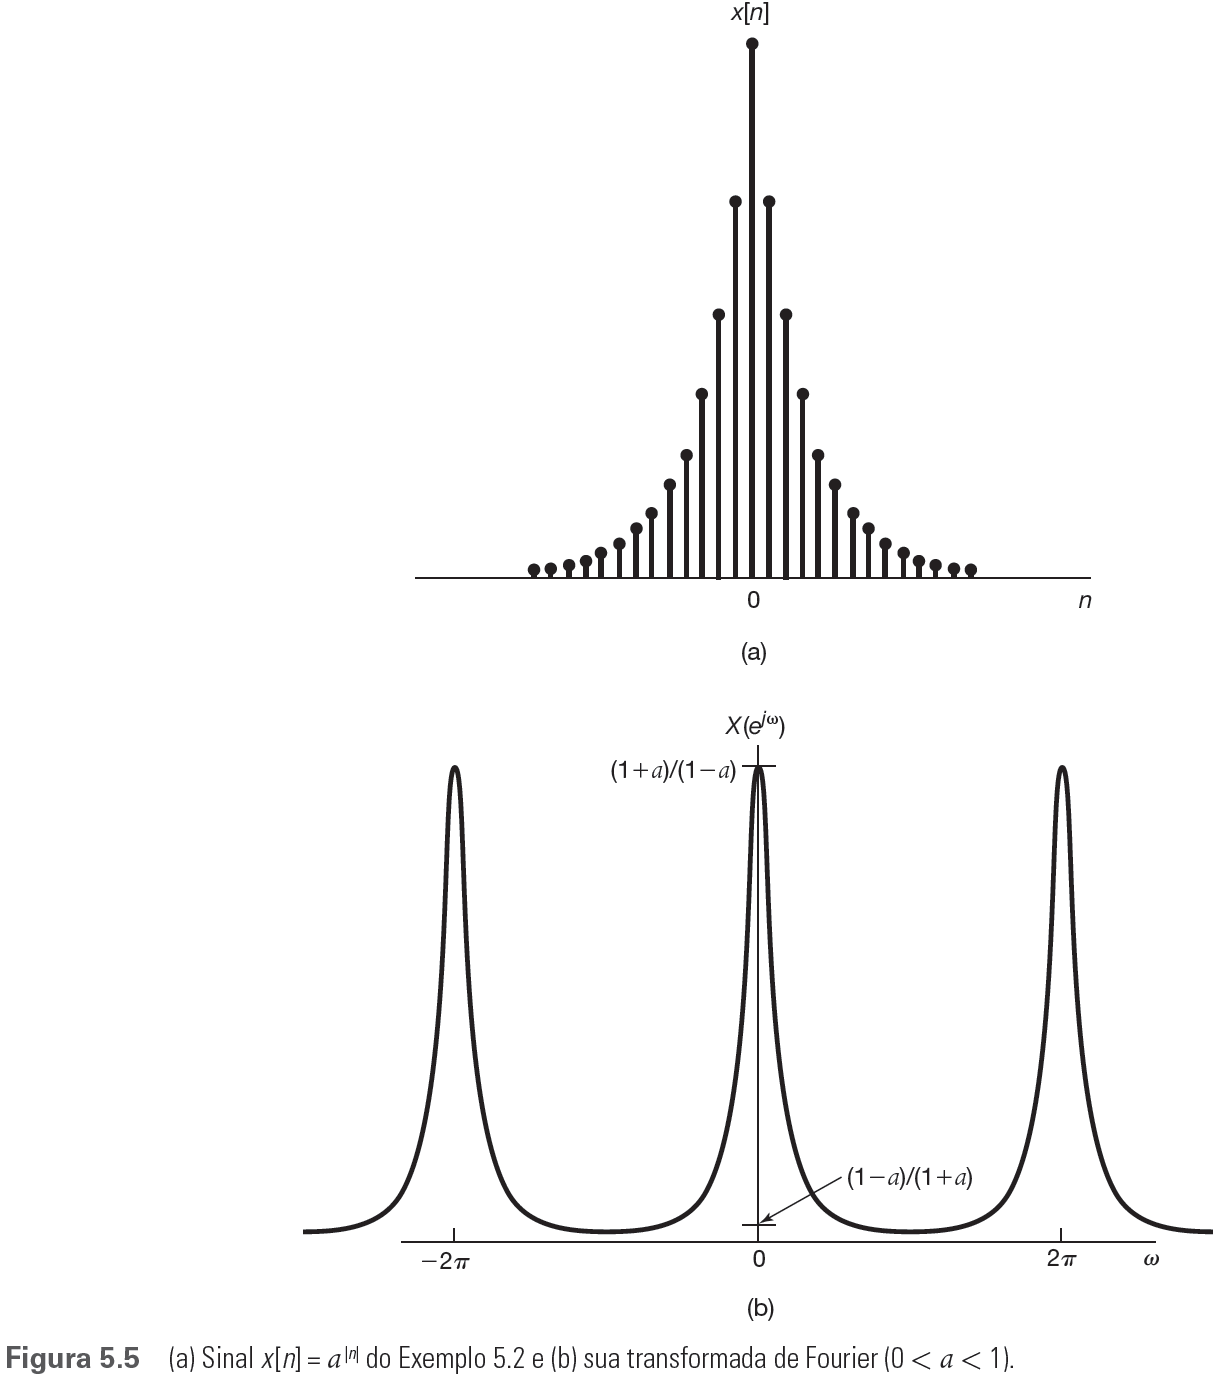 x[n]
0
n
(a)
X(e^{jω})
(1+a)/(1−a)
(1−a)/(1+a)
−2π
0
2π
ω
(b)
Figura 5.5 (a) Sinal x[n] = a^{|n|} do Exemplo 5.2 e (b) sua transformada de Fourier (0 < a < 1).